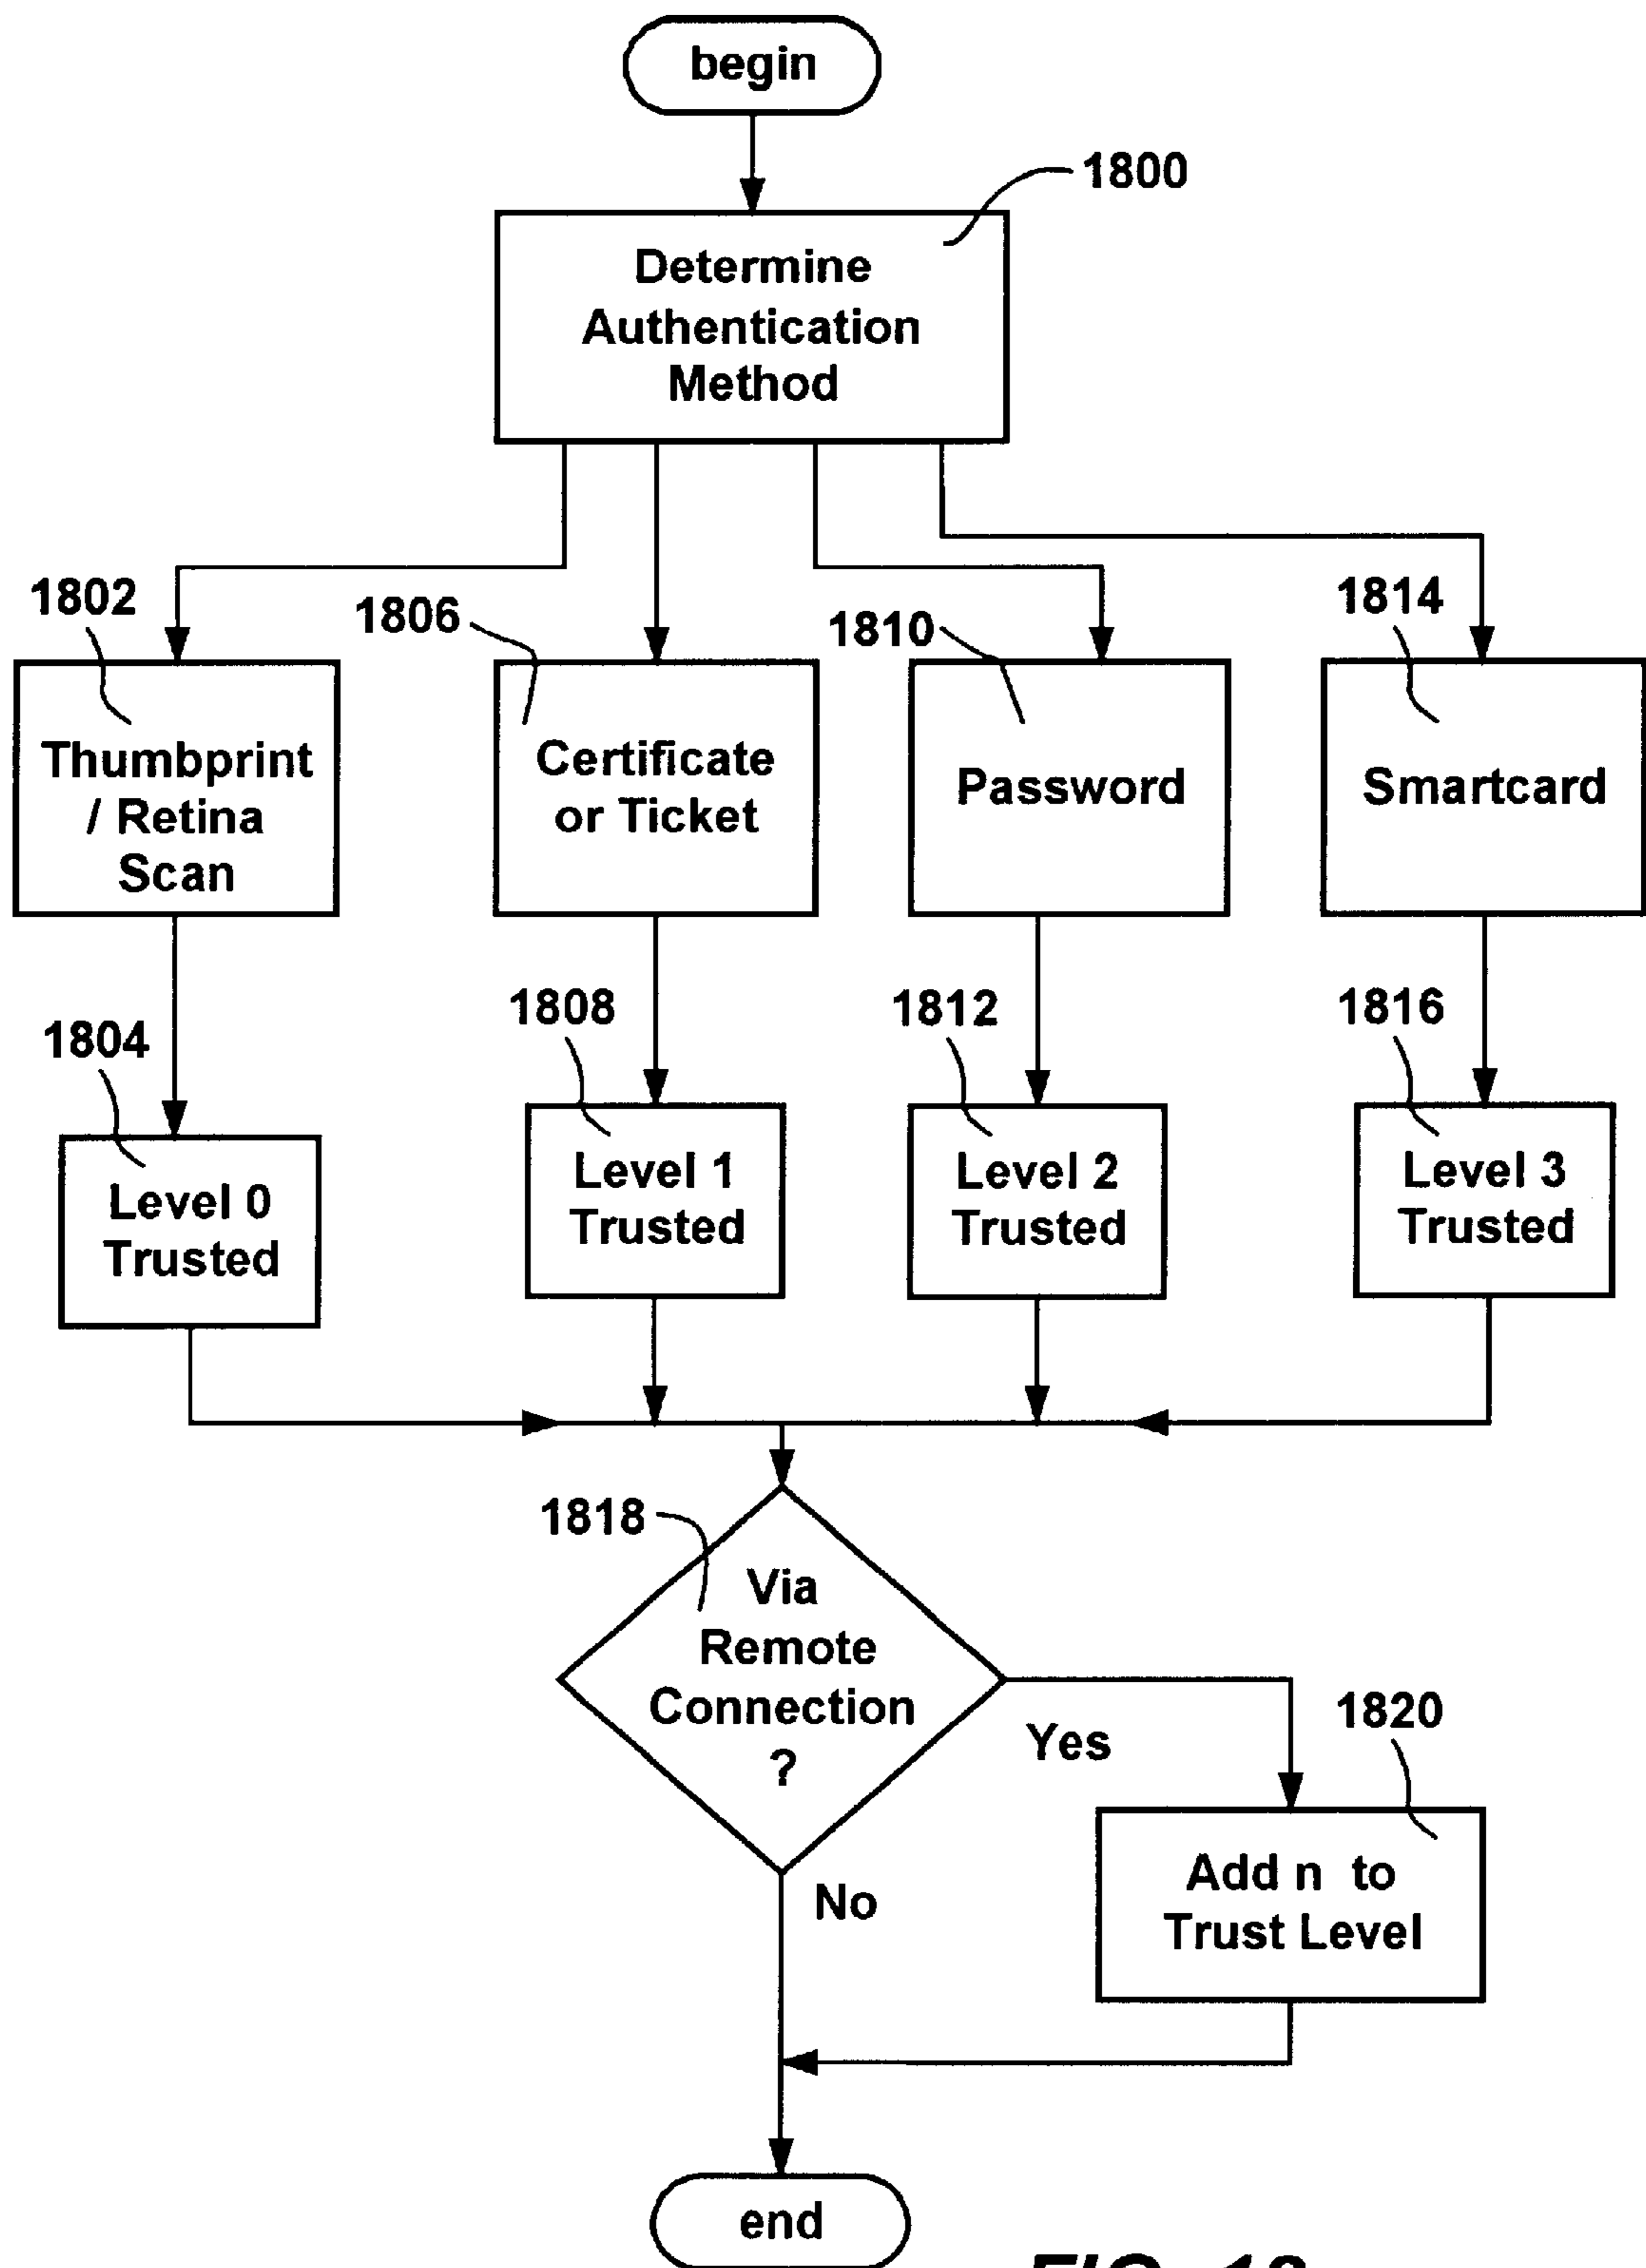 begin
1800
Determine
Authentication
Method
1802
1806
1810
1814
Thumbprint
/ Retina
Scan
Certificate
or Ticket
Password
Smartcard
1804
1808
1812
1816
Level 0
Trusted
Level 1
Trusted
Level 2
Trusted
Level 3
Trusted
1818
Via
Remote
Connection
?
Yes
No
1820
Add n to
Trust Level
end